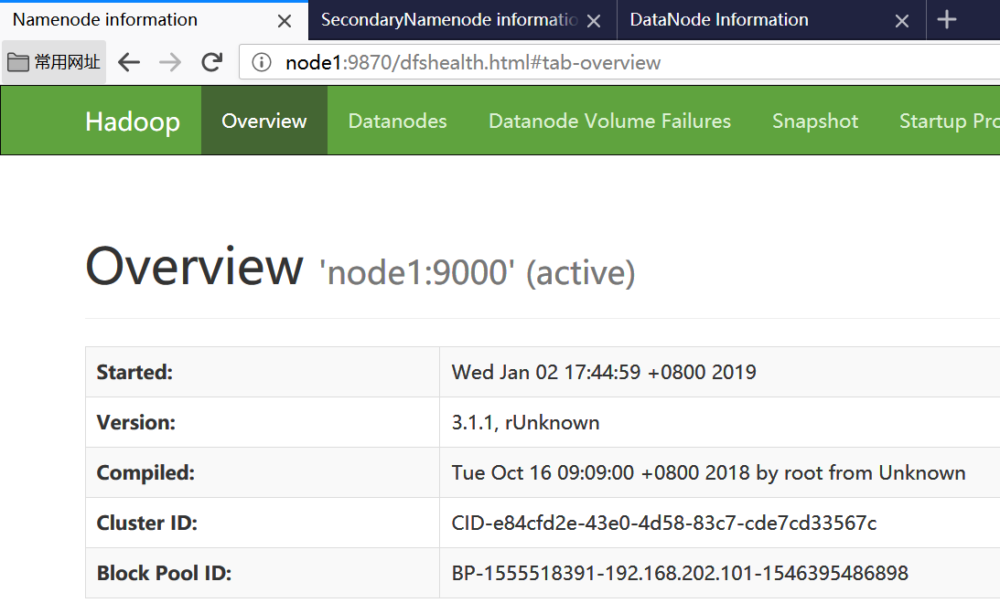 Namenode information SecondaryNamenode informatio DataNode Information
常用网址 node1:9870/dfshealth.html#tab-overview
Hadoop Overview Datanodes Datanode Volume Failures Snapshot Startup Pro
Overview 'node1:9000' (active)
Started: Wed Jan 02 17:44:59 +0800 2019
Version: 3.1.1, rUnknown
Compiled: Tue Oct 16 09:09:00 +0800 2018 by root from Unknown
Cluster ID: CID-e84cfd2e-43e0-4d58-83c7-cde7cd33567c
Block Pool ID: BP-1555518391-192.168.202.101-1546395486898